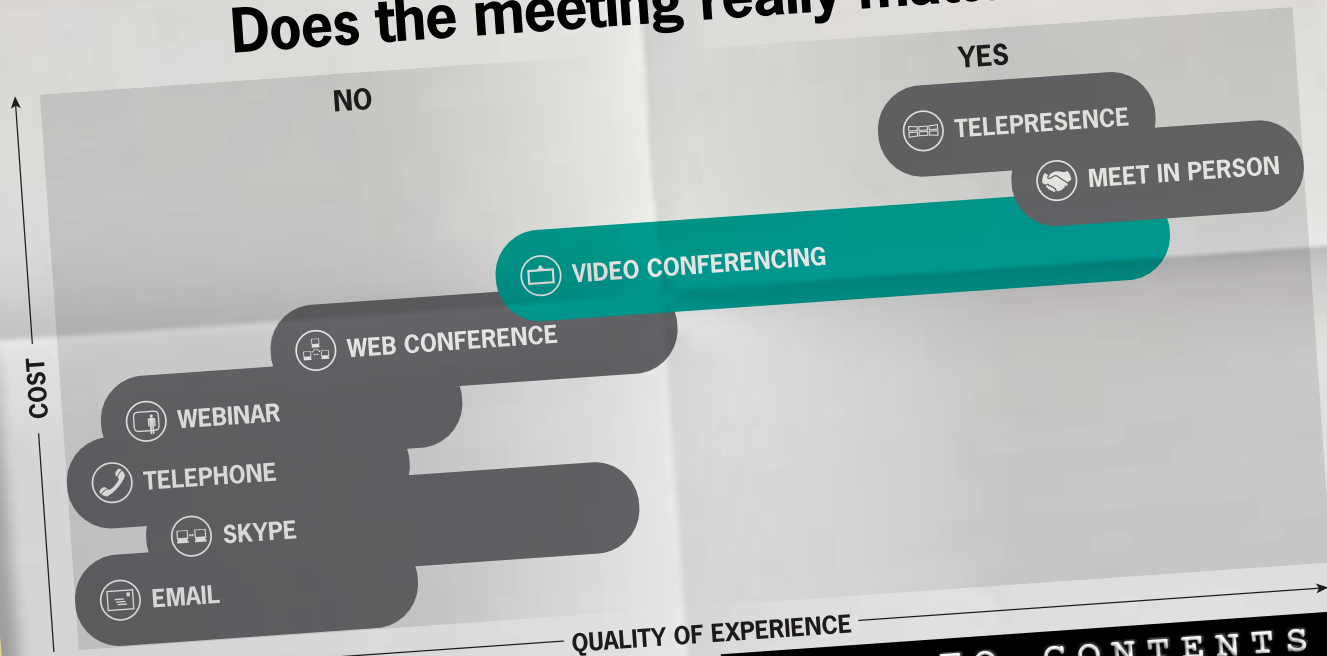 Does the meeting really
NO
YES
TELEPRESENCE
MEET IN PERSON
VIDEO CONFERENCING
WEB CONFERENCE
WEBINAR
TELEPHONE
SKYPE
EMAIL
COST
QUALITY OF EXPERIENCE
TO CONTENTS